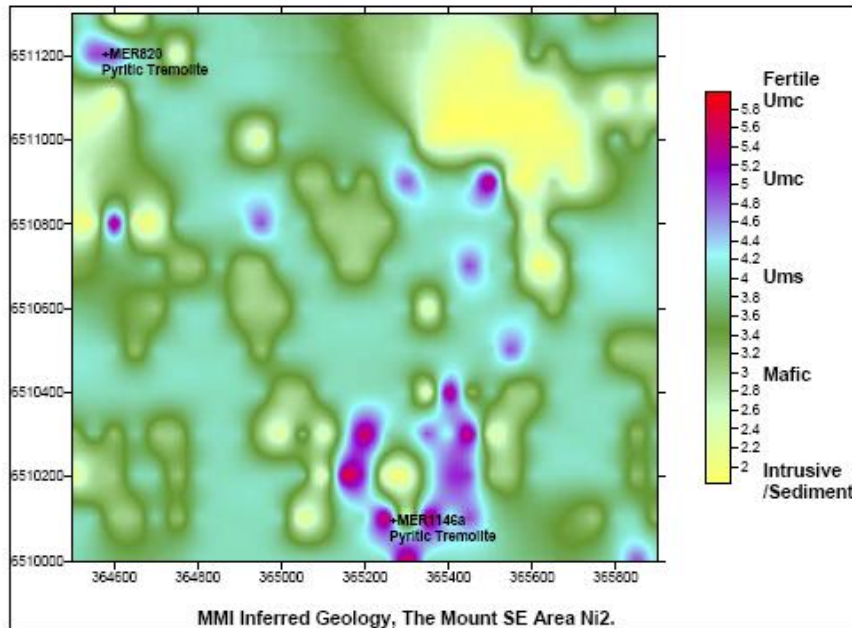 6511200
+MER820
Pyritic Tremolite
6511000
6510800
6510600
6510400
6510200
+MER1146a
Pyritic Tremolite
6510000
364600 364800 365000 365200 365400 365600 365800
Fertile
Umc
5.8
5.6
5.4
5.2
Umc
5
4.8
4.6
4.4
4.2
Ums
4
3.8
3.6
3.4
3.2
Mafic
3
2.8
2.6
2.4
2.2
2
Intrusive
/Sediment
MMI Inferred Geology, The Mount SE Area Ni2.